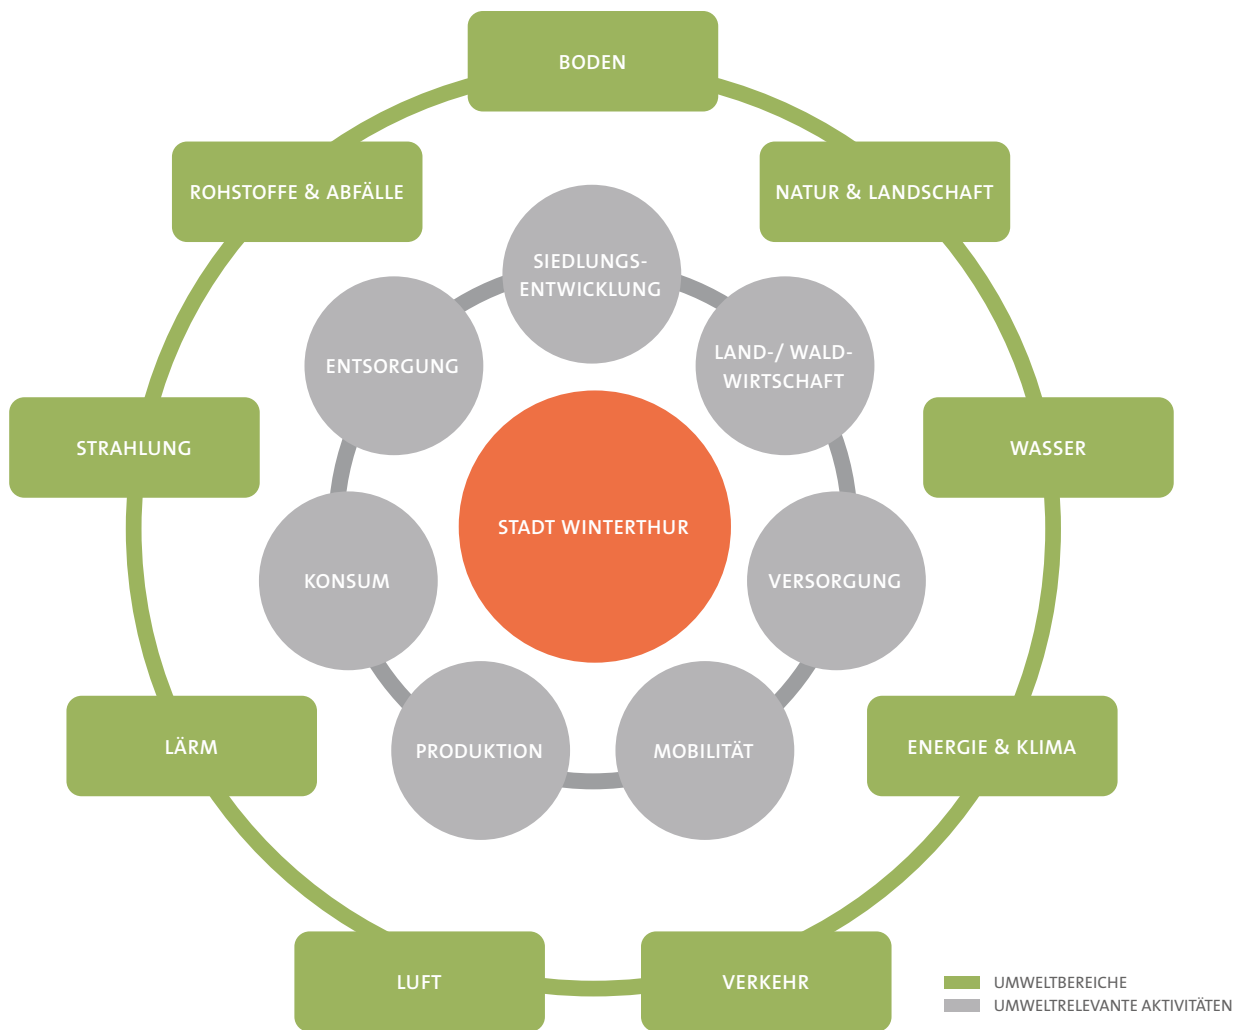 BODEN
ROHSTOFFE & ABFÄLLE
NATUR & LANDSCHAFT
SIEDLUNGS-
ENTWICKLUNG
ENTSORGUNG
LAND-/ WALD-
WIRTSCHAFT
STRAHLUNG
WASSER
STADT WINTERTHUR
KONSUM
VERSORGUNG
LÄRM
PRODUKTION
MOBILITÄT
ENERGIE & KLIMA
LUFT
VERKEHR
UMWELTBEREICHE
UMWELTRELEVANTE AKTIVITÄTEN